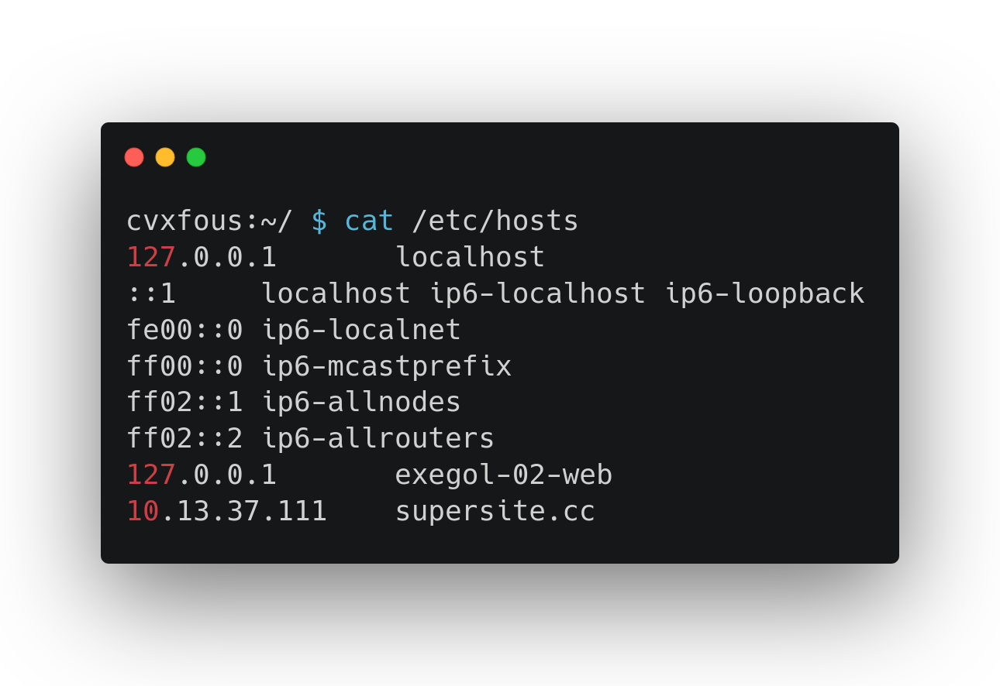 cvxfous:~/ $ cat /etc/hosts
127.0.0.1       localhost
::1     localhost ip6-localhost ip6-loopback
fe00::0 ip6-localnet
ff00::0 ip6-mcastprefix
ff02::1 ip6-allnodes
ff02::2 ip6-allrouters
127.0.0.1       exegol-02-web
10.13.37.111    supersite.cc